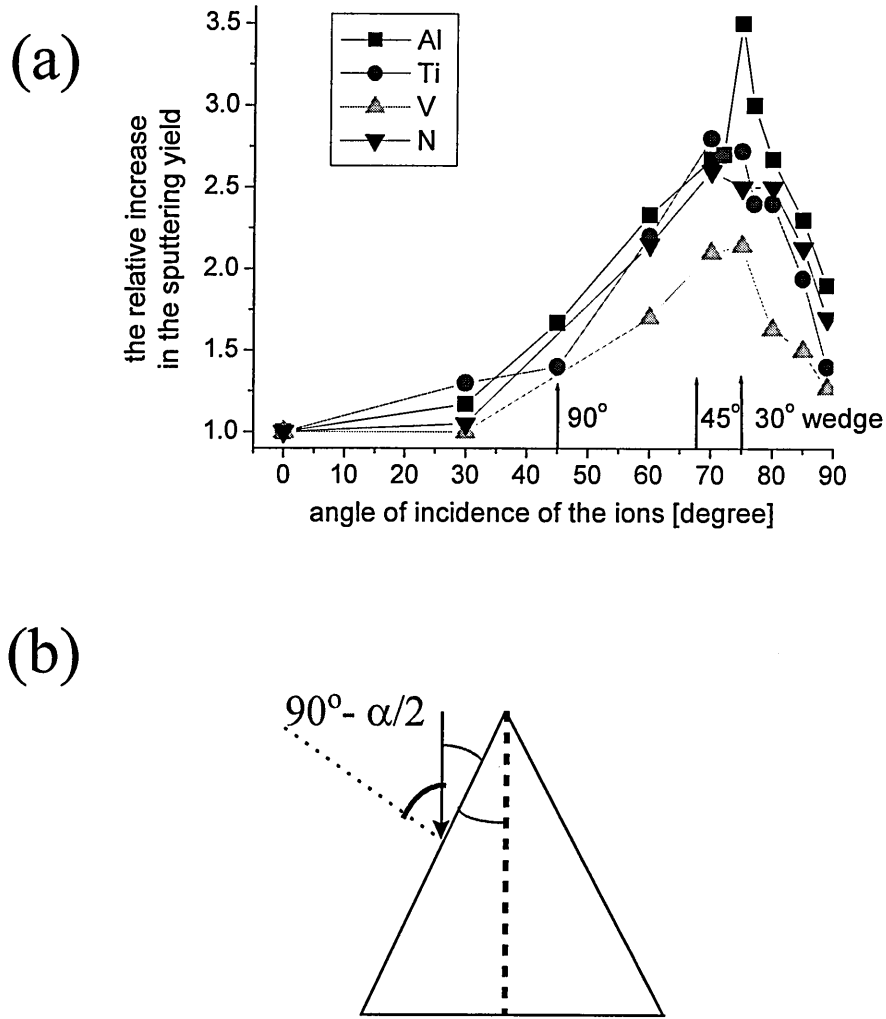 (a)
the relative increase
in the sputtering yield
3.5
3.0
2.5
2.0
1.5
1.0
Al
Ti
V
N
90°
45°
30° wedge
0 10 20 30 40 50 60 70 80 90
angle of incidence of the ions [degree]
(b)
90°- α/2